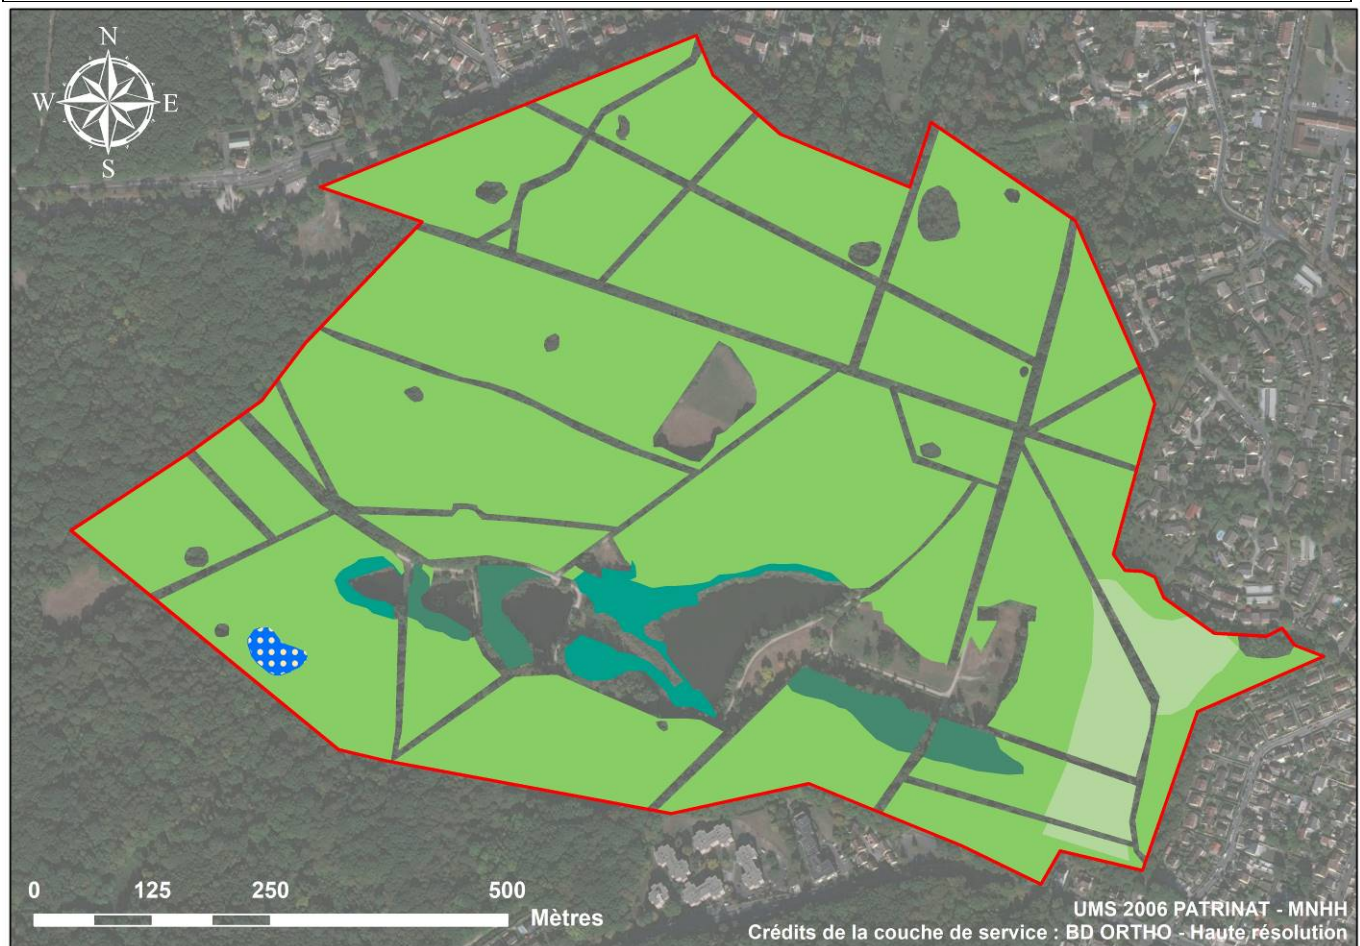 N
W E
S
0 125 250 500
Mètres
UMS 2006 PATRINAT - MNHH
Crédits de la couche de service : BD ORTHO - Haute résolution